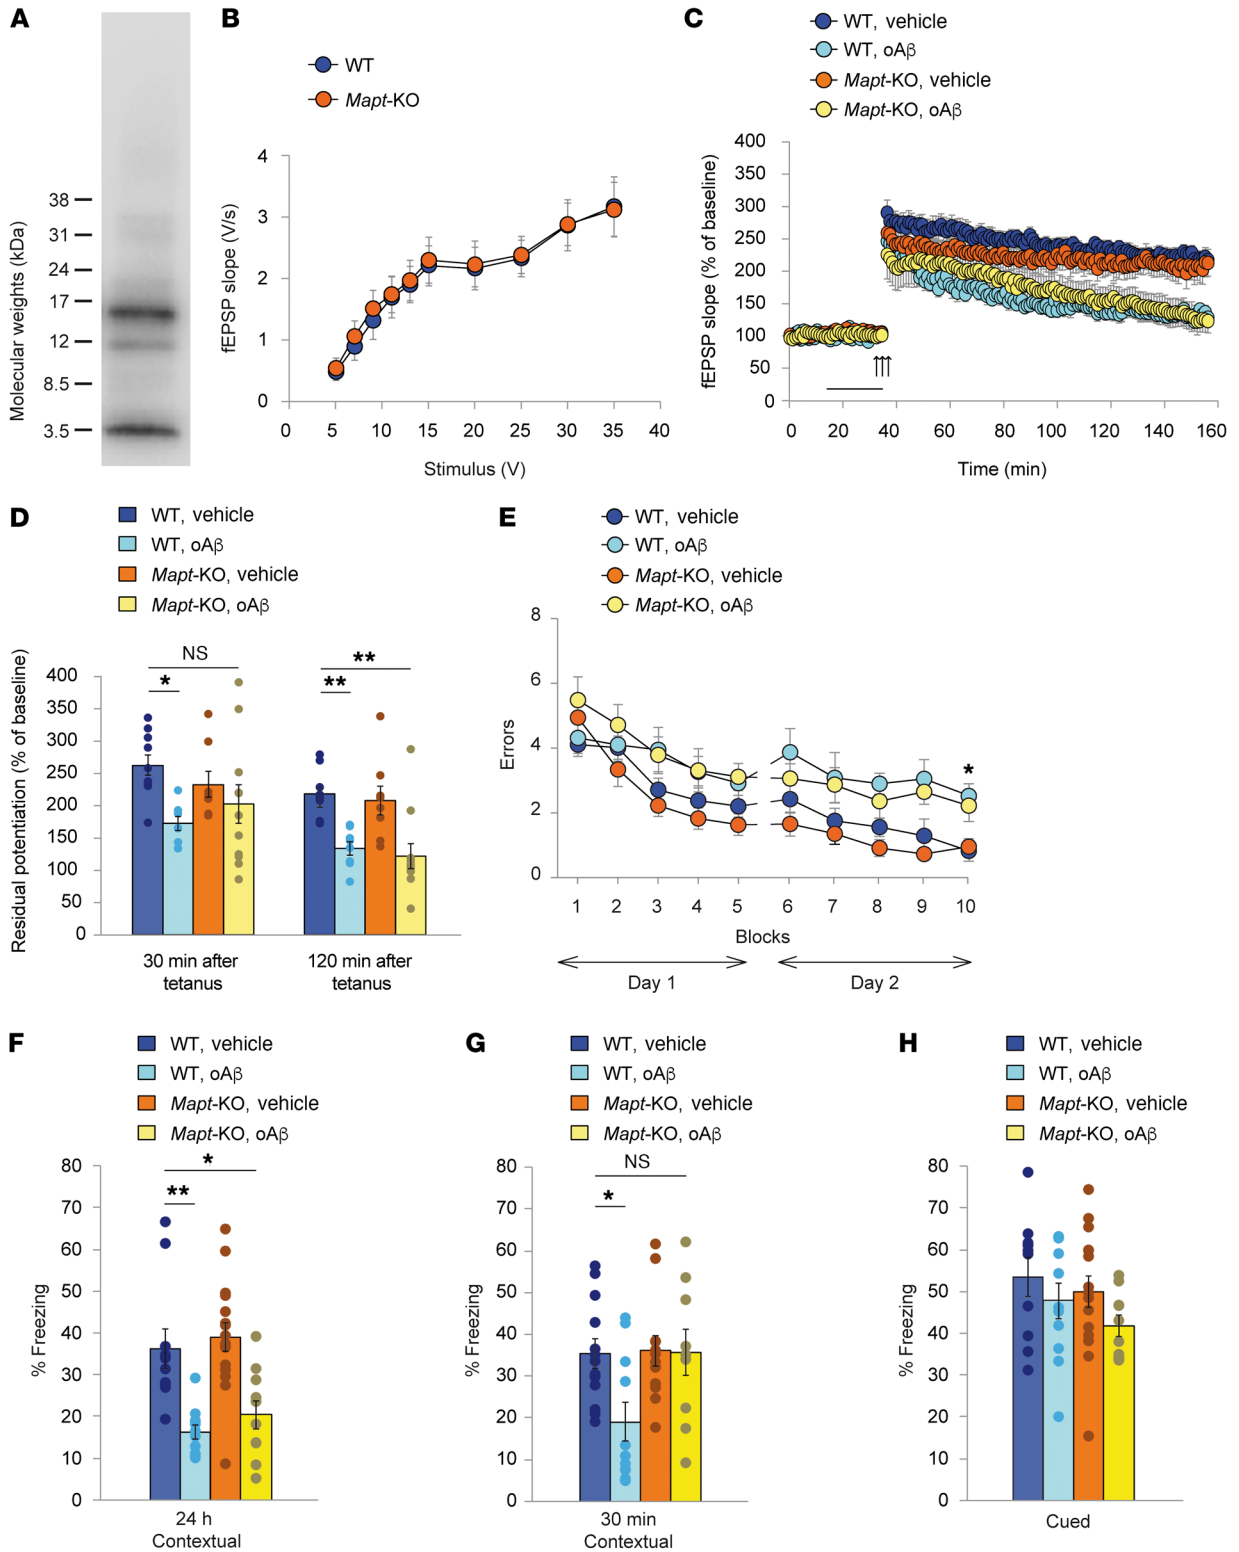 A
Molecular weights (kDa)
38
31
24
17
12
8.5
3.5
B
WT
Mapt-KO
fEPSP slope (V/s)
4
3
2
1
0
0 5 10 15 20 25 30 35 40
Stimulus (V)
C
WT, vehicle
WT, oAβ
Mapt-KO, vehicle
Mapt-KO, oAβ
fEPSP slope (% of baseline)
400
350
300
250
200
150
100
50
0
↑↑↑
0 20 40 60 80 100 120 140 160
Time (min)
D
WT, vehicle
WT, oAβ
Mapt-KO, vehicle
Mapt-KO, oAβ
Residual potentiation (% of baseline)
400
350
300
250
200
150
100
50
0
NS
*
**
**
30 min after
tetanus
120 min after
tetanus
E
WT, vehicle
WT, oAβ
Mapt-KO, vehicle
Mapt-KO, oAβ
Errors
8
6
4
2
0
*
1 2 3 4 5 6 7 8 9 10
Blocks
Day 1
Day 2
F
WT, vehicle
WT, oAβ
Mapt-KO, vehicle
Mapt-KO, oAβ
% Freezing
80
70
60
50
40
30
20
10
0
*
**
24 h
Contextual
G
WT, vehicle
WT, oAβ
Mapt-KO, vehicle
Mapt-KO, oAβ
% Freezing
80
70
60
50
40
30
20
10
0
NS
*
30 min
Contextual
H
WT, vehicle
WT, oAβ
Mapt-KO, vehicle
Mapt-KO, oAβ
% Freezing
80
70
60
50
40
30
20
10
0
Cued